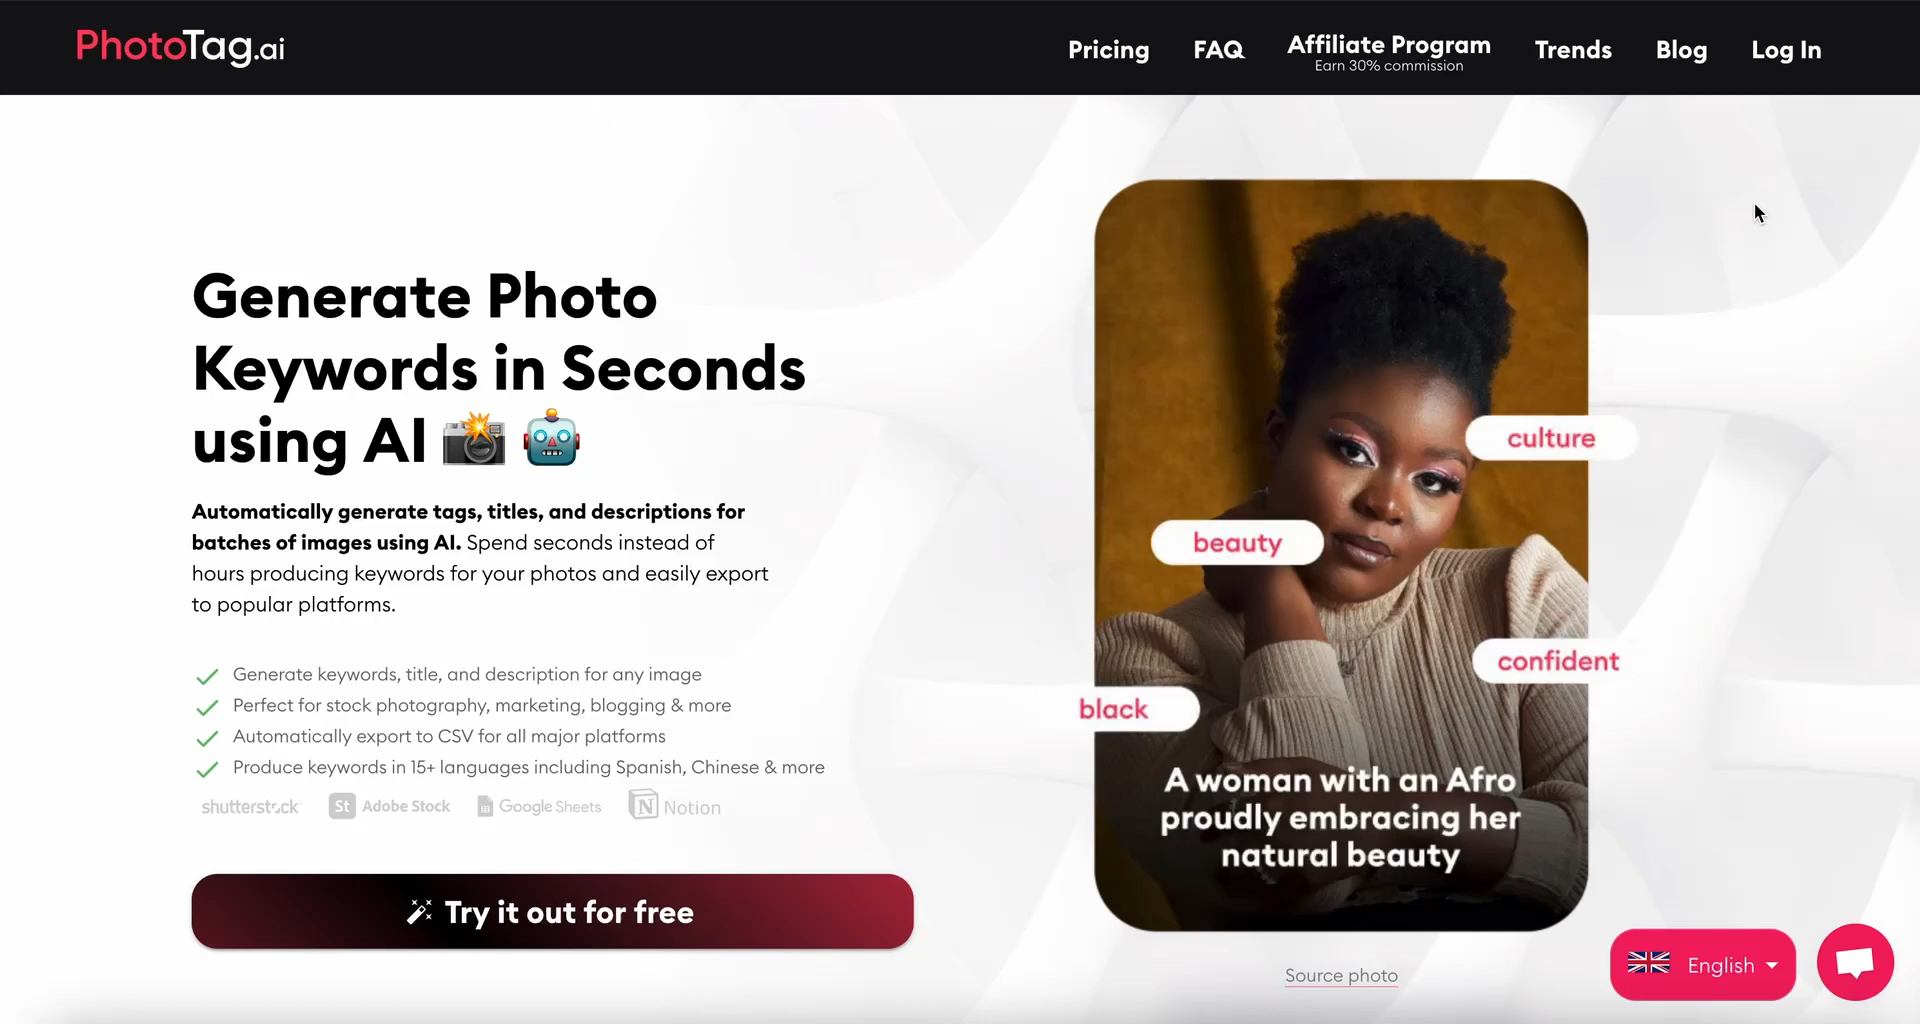 PhotoTag.ai
Pricing
FAQ
Affiliate Program
Earn 30% commission
Trends
Blog
Log In
Generate Photo
Keywords in Seconds
using AI
Automatically generate tags, titles, and descriptions for
batches of images using AI. Spend seconds instead of
hours producing keywords for your photos and easily export
to popular platforms.
Generate keywords, title, and description for any image
Perfect for stock photography, marketing, blogging & more
Automatically export to CSV for all major platforms
Produce keywords in 15+ languages including Spanish, Chinese & more
shutterstock
St Adobe Stock
Google Sheets
N Notion
Try it out for free
culture
beauty
confident
black
A woman with an Afro
proudly embracing her
natural beauty
Source photo
English